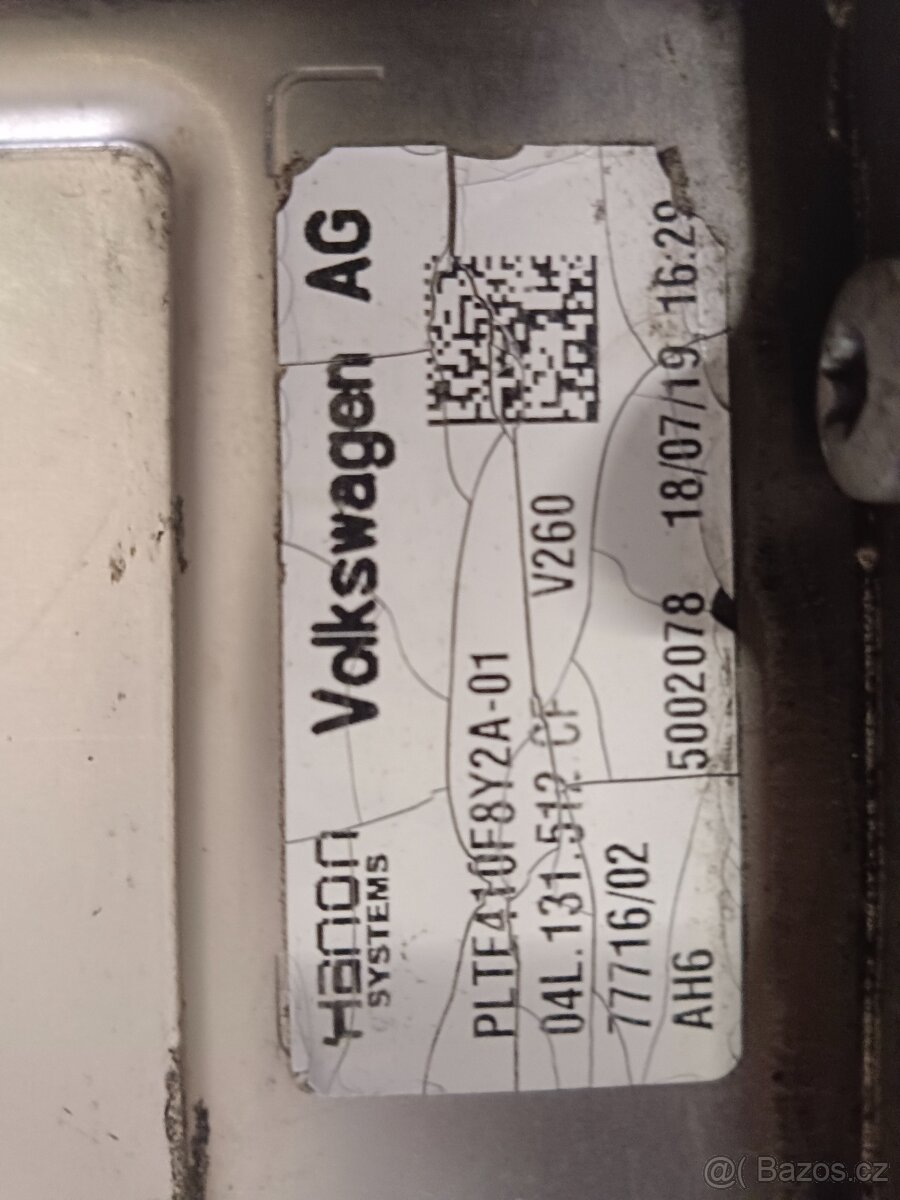 Hanon
SYSTEMS
Volkswagen AG
PLTE410F8Y2A-01
04L.131.512.CF V260
77716/02
AH6 5002078 18/07/19 16:29
@( Bazos.cz